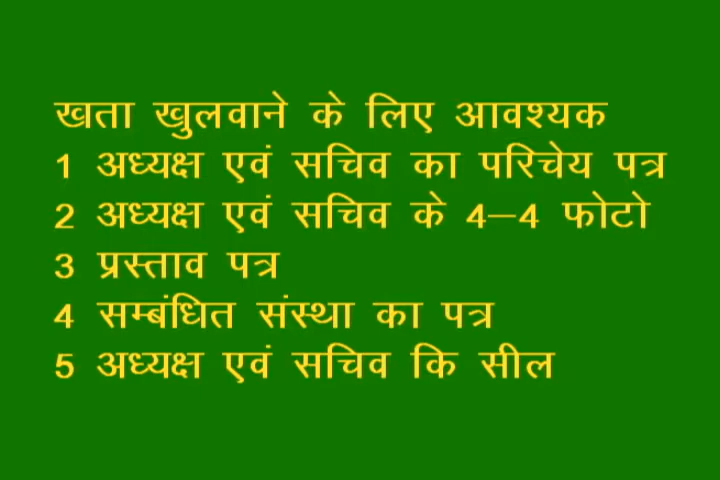 खता खुलवाने के लिए आवश्यक
1 अध्यक्ष एवं सचिव का परिचेय पत्र
2 अध्यक्ष एवं सचिव के 4–4 फोटो
3 प्रस्ताव पत्र
4 सम्बंधित संस्था का पत्र
5 अध्यक्ष एवं सचिव कि सील